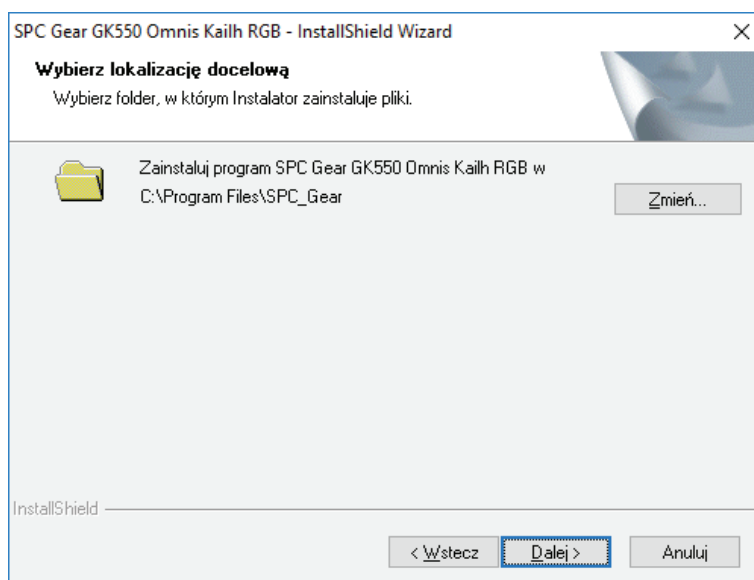 SPC Gear GK550 Omnis Kailh RGB - InstallShield Wizard
Wybierz lokalizację docelową
Wybierz folder, w którym Instalator zainstaluje pliki.
Zainstaluj program SPC Gear GK550 Omnis Kailh RGB w
C:\Program Files\SPC_Gear
Zmień...
InstallShield
< Wstecz
Dalej >
Anuluj